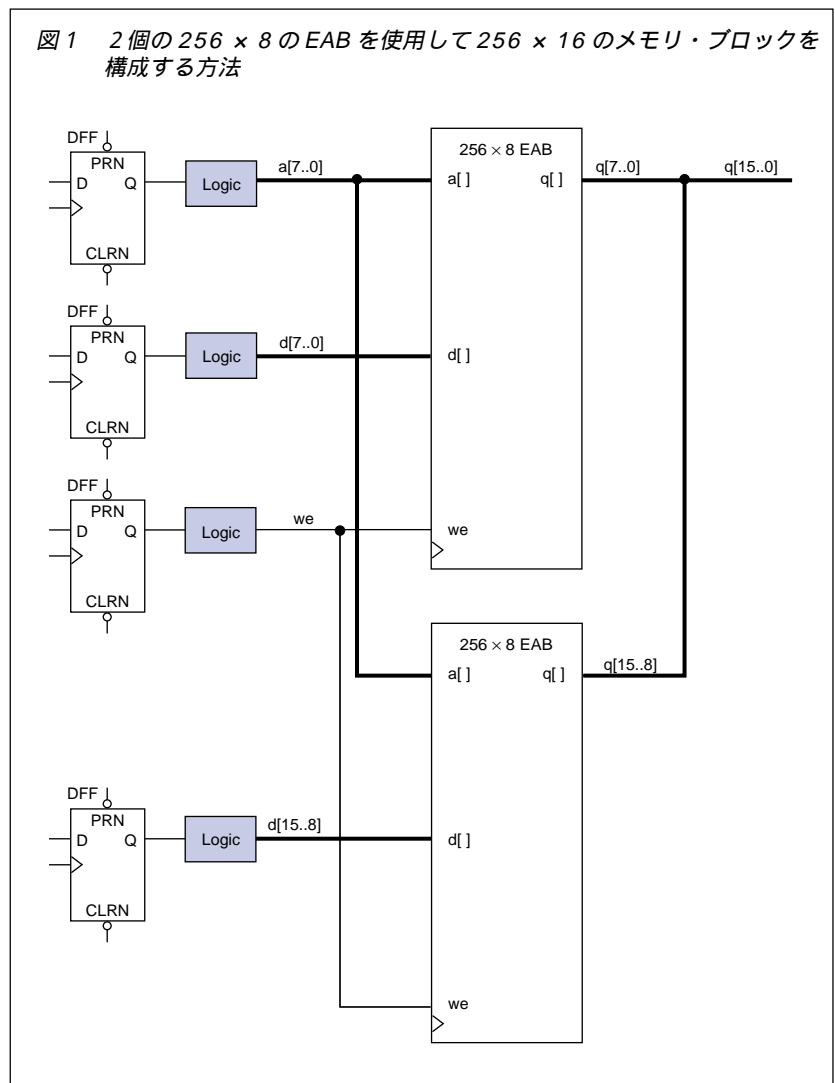 図1 2個の256 × 8のEABを使用して256 × 16のメモリ・ブロックを
構成する方法
DFF
PRN
D Q
CLRN
Logic
a[7..0]
256 × 8 EAB
a[ ] q[ ]
q[7..0]
q[15..0]
DFF
PRN
D Q
CLRN
Logic
d[7..0]
d[ ]
DFF
PRN
D Q
CLRN
Logic
we
we
256 × 8 EAB
a[ ] q[ ]
q[15..8]
DFF
PRN
D Q
CLRN
Logic
d[15..8]
d[ ]
we